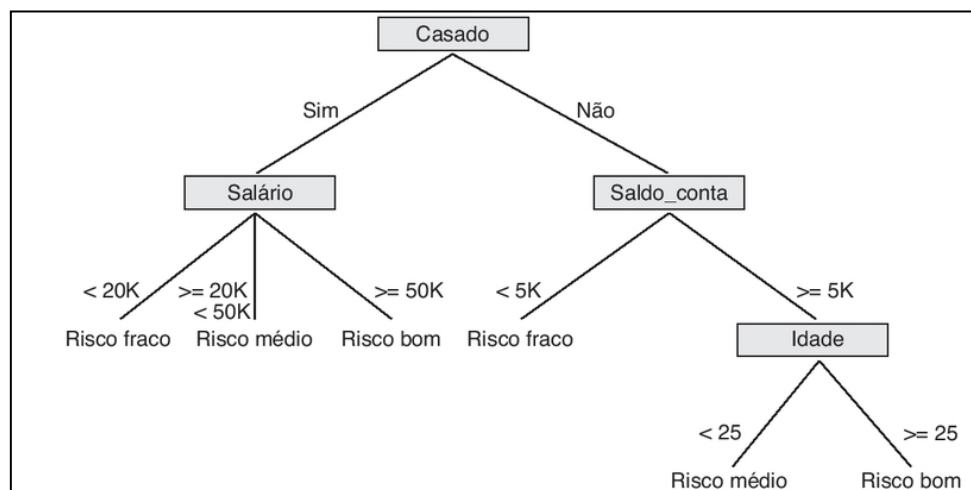 Casado
Sim
Não
Salário
Saldo_conta
< 20K
>= 20K
< 50K
>= 50K
< 5K
>= 5K
Risco fraco
Risco médio
Risco bom
Risco fraco
Idade
< 25
>= 25
Risco médio
Risco bom